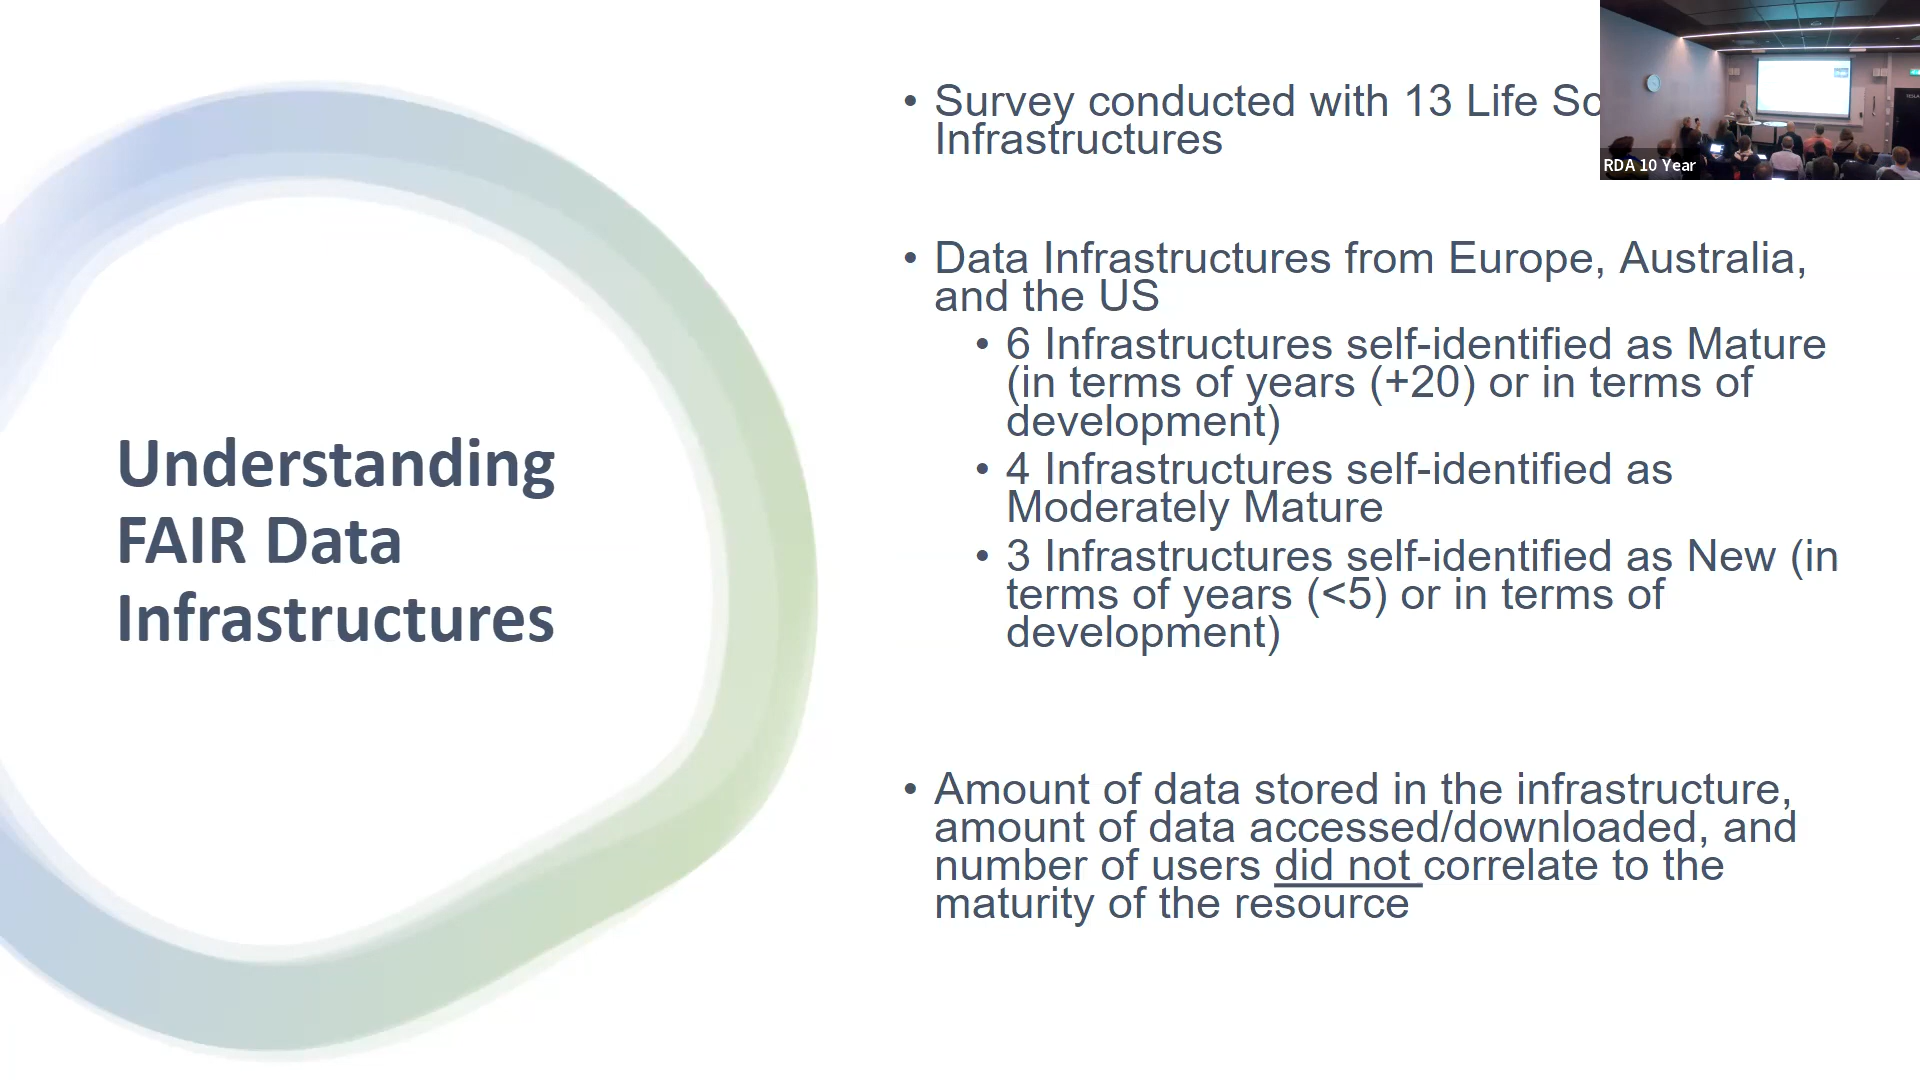 Understanding
FAIR Data
Infrastructures
• Survey conducted with 13 Life
Infrastructures
• Data Infrastructures from Europe, Australia,
and the US
• 6 Infrastructures self-identified as Mature
(in terms of years (+20) or in terms of
development)
• 4 Infrastructures self-identified as
Moderately Mature
• 3 Infrastructures self-identified as New (in
terms of years (<5) or in terms of
development)
• Amount of data stored in the infrastructure,
amount of data accessed/downloaded, and
number of users did not correlate to the
maturity of the resource
RDA 10 Year